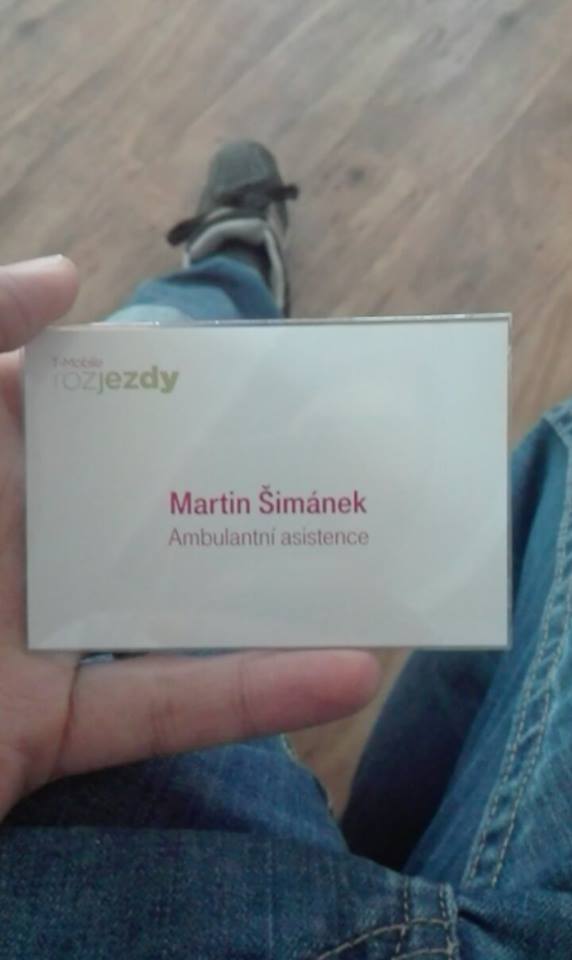 T-Mobile
rozjezdy
Martin Šimánek
Ambulantní asistence